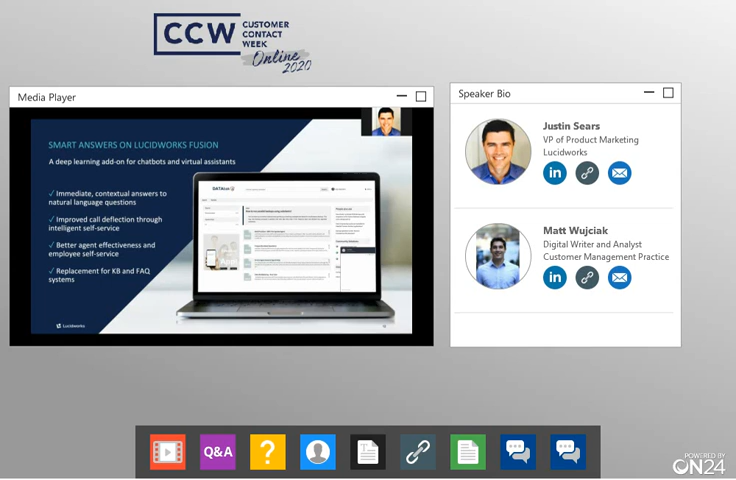 CCW CUSTOMER
CONTACT
WEEK
Online
2020
Media Player
SMART ANSWERS ON LUCIDWORKS FUSION
A deep learning add-on for chatbots and virtual assistants
✓ Immediate, contextual answers to
natural language questions
✓ Improved call deflection through
intelligent self-service
✓ Better agent effectiveness and
employee self-service
✓ Replacement for KB and FAQ
systems
Lucidworks
Speaker Bio
Justin Sears
VP of Product Marketing
Lucidworks
in
Matt Wujciak
Digital Writer and Analyst
Customer Management Practice
in
Q&A
?
POWERED BY
ON24